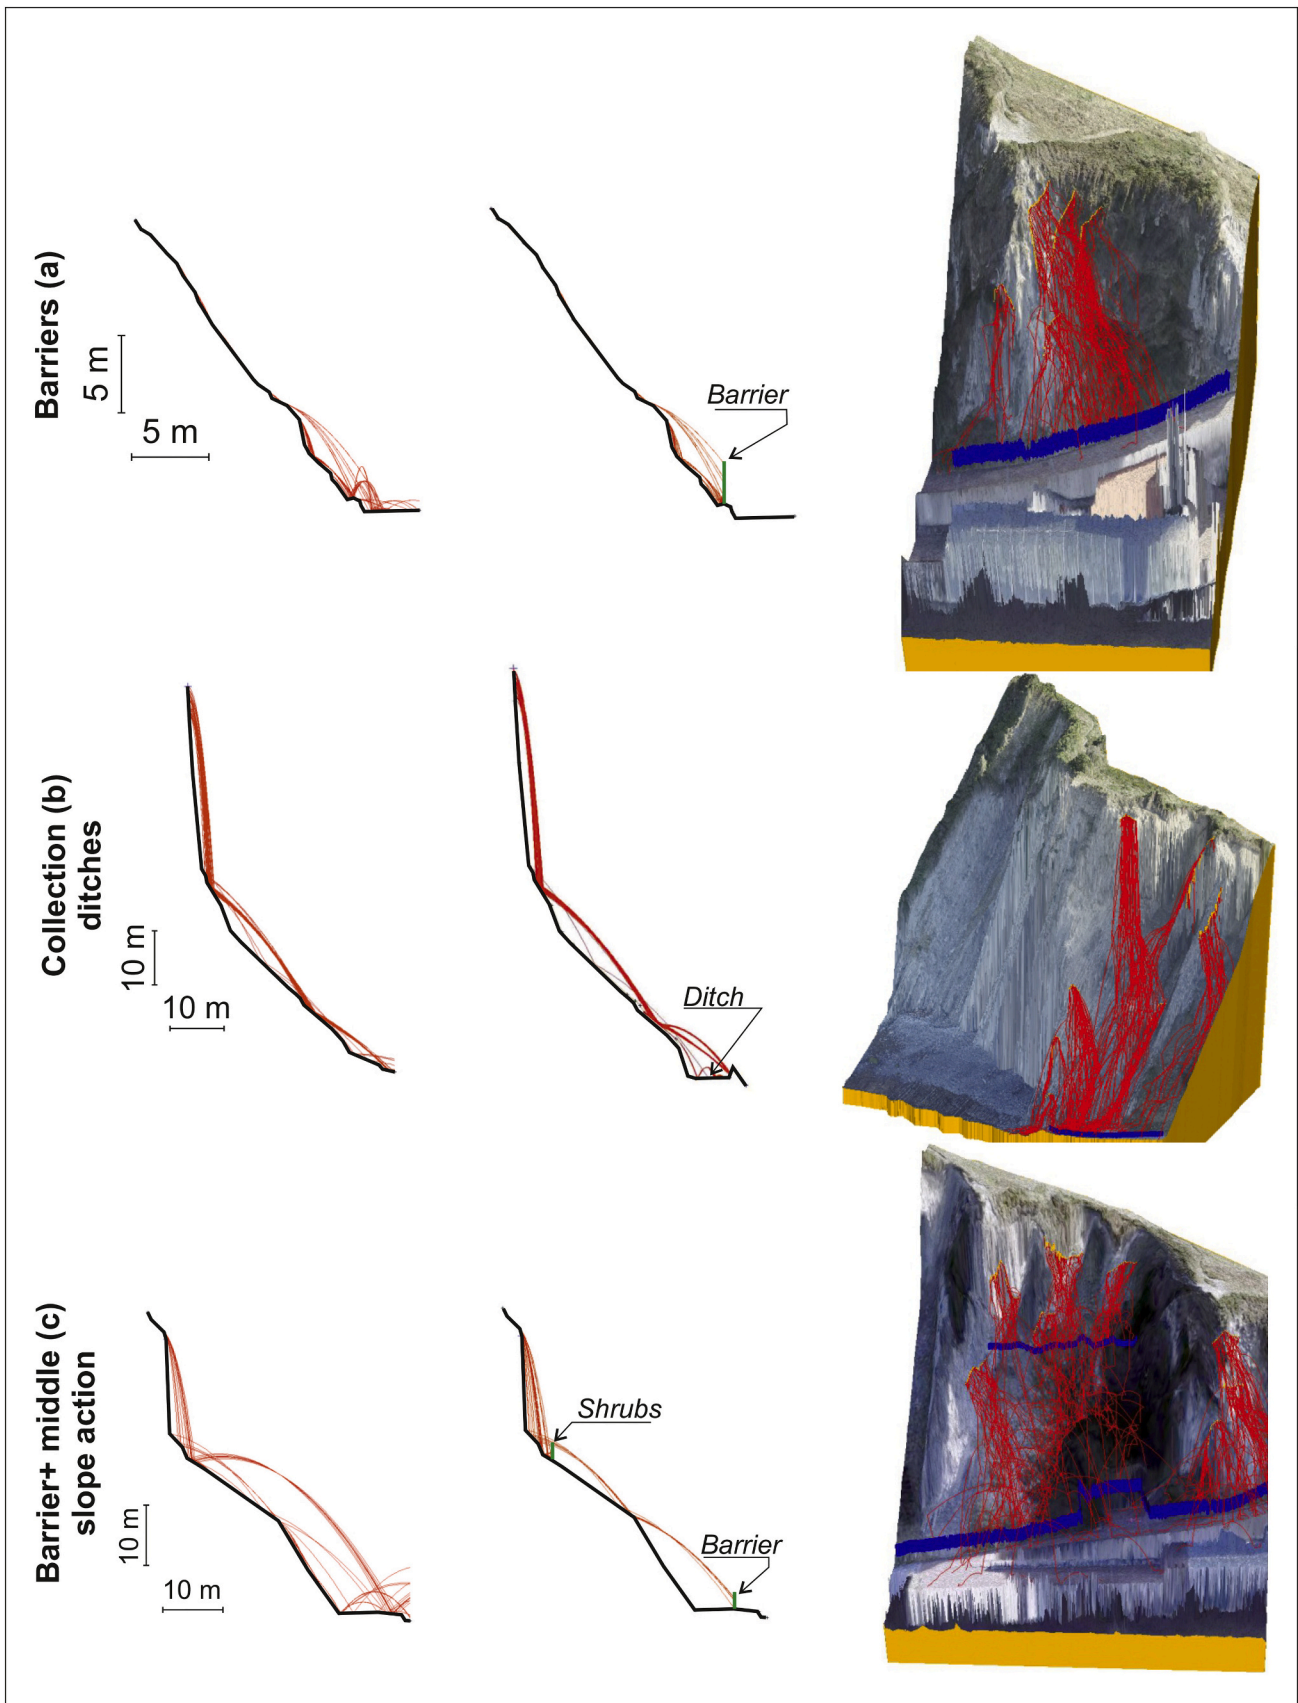 Barriers (a)
5 m
5 m
Barrier
Collection (b)
ditches
10 m
10 m
Ditch
Barrier+ middle (c)
slope action
10 m
10 m
Shrubs
Barrier